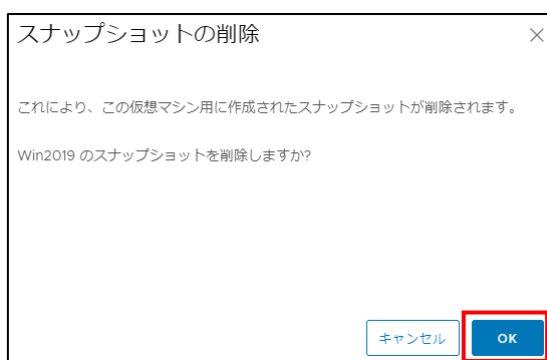 スナップショットの削除
これにより、この仮想マシン用に作成されたスナップショットが削除されます。
Win2019 のスナップショットを削除しますか?
キャンセル
OK